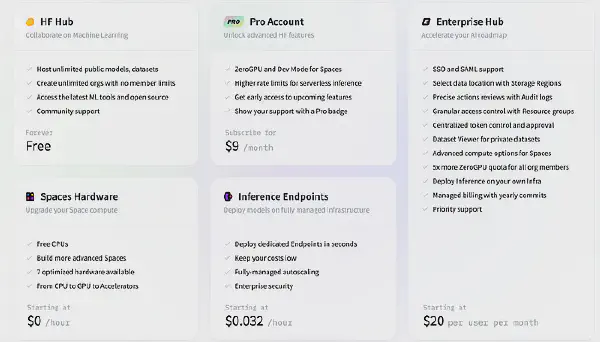 HF Hub
Collaborate on Machine Learning
Host unlimited public models, datasets
Create unlimited orgs with no member limits
Access the latest ML tools and open source
Community support
Forever
Free
PRO Pro Account
Unlock advanced HF features
ZeroGPU and Dev Mode for Spaces
Higher rate limits for serverless inference
Get early access to upcoming features
Show your support with a Pro badge
Subscribe for
$9 /month
Enterprise Hub
Accelerate your AI roadmap
SSO and SAML support
Select data location with Storage Regions
Precise actions reviews with Audit logs
Granular access control with Resource groups
Centralized token control and approval
Dataset Viewer for private datasets
Advanced compute options for Spaces
5x more ZeroGPU quota for all org members
Deploy Inference on your own Infra
Managed billing with yearly commits
Priority support
Starting at
$20 per user per month
Spaces Hardware
Upgrade your Space compute
Free CPUs
Build more advanced Spaces
7 optimized hardware available
From CPU to GPU to Accelerators
Starting at
$0 /hour
Inference Endpoints
Deploy models on fully managed infrastructure
Deploy dedicated Endpoints in seconds
Keep your costs low
Fully-managed autoscaling
Enterprise security
Starting at
$0.032 /hour